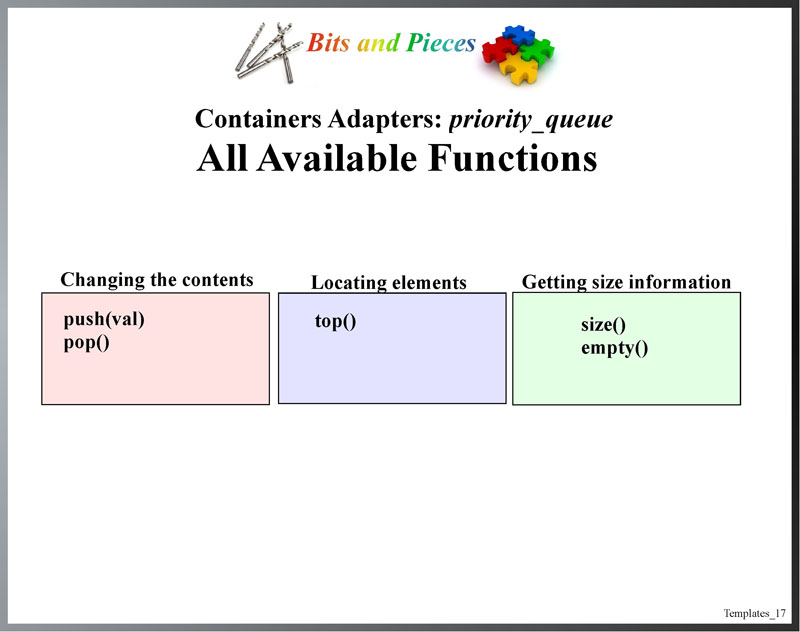 Bits and Pieces
Containers Adapters: priority_queue
All Available Functions
Changing the contents
push(val)
pop()
Locating elements
top()
Getting size information
size()
empty()
Templates_17